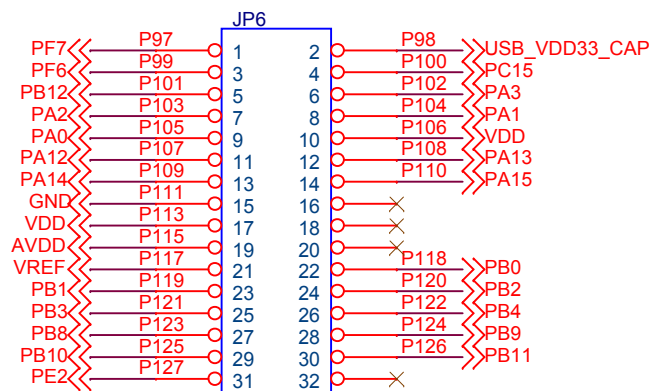 JP6
PF7 P97 1 2 P98 USB_VDD33_CAP
PF6 P99 3 4 P100 PC15
PB12 P101 5 6 P102 PA3
PA2 P103 7 8 P104 PA1
PA0 P105 9 10 P106 VDD
PA12 P107 11 12 P108 PA13
PA14 P109 13 14 P110 PA15
GND P111 15 16
VDD P113 17 18
AVDD P115 19 20
VREF P117 21 22 P118 PB0
PB1 P119 23 24 P120 PB2
PB3 P121 25 26 P122 PB4
PB8 P123 27 28 P124 PB9
PB10 P125 29 30 P126 PB11
PE2 P127 31 32